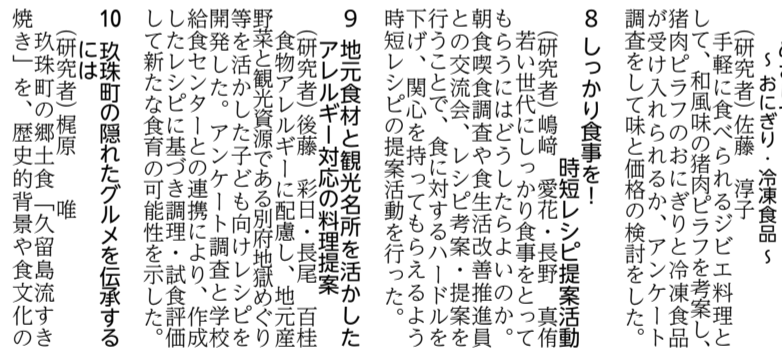 ～おにぎり・冷凍品～
（研究者）佐藤　淳子
手軽に食べられるジビエ料理と
して、和風味の猪肉ピラフを考案し、
猪肉ピラフのおにぎりと冷凍食品
が受け入れられるか、アンケート
調査をして味と価格の検討をした。
8 しっかり食事を！
時短レシピ提案活動
（研究者）嶋﨑　愛花・長野　真侑
若い世代にしっかり食事をとって
もらうにはどうしたらよいのか。
朝食喫食調査や食生活改善推進員
との交流会、レシピ考案・提案を
行うことで、食に対するハードルを
下げ、関心を持ってもらえるよう
時短レシピの提案活動を行った。
9 地元食材と観光名所を活かした
アレルギー対応の料理提案
（研究者）後藤　彩日・長尾　百桂
食物アレルギーに配慮し、地元産
野菜と観光資源である別府地獄めぐり
等を活かした子ども向けレシピを
開発した。アンケート調査と学校
給食センターとの連携により、作成
したレシピに基づき調理・試食評価
して新たな食育の可能性を示した。
10 玖珠町の隠れたグルメを伝承する
には
（研究者）梶原　唯
玖珠町の郷土食「久留島流すき
焼き」を、歴史的背景や食文化の